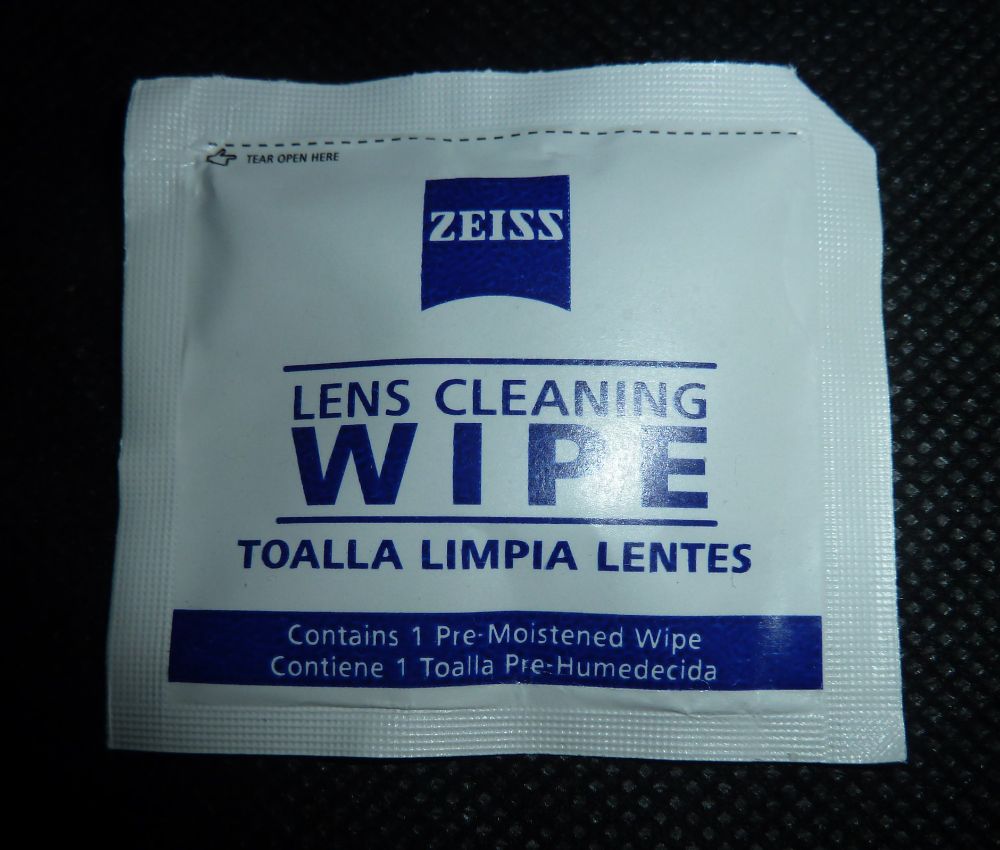 TEAR OPEN HERE
ZEISS
LENS CLEANING
WIPE
TOALLA LIMPIA LENTES
Contains 1 Pre-Moistened Wipe
Contiene 1 Toalla Pre-Humedecida